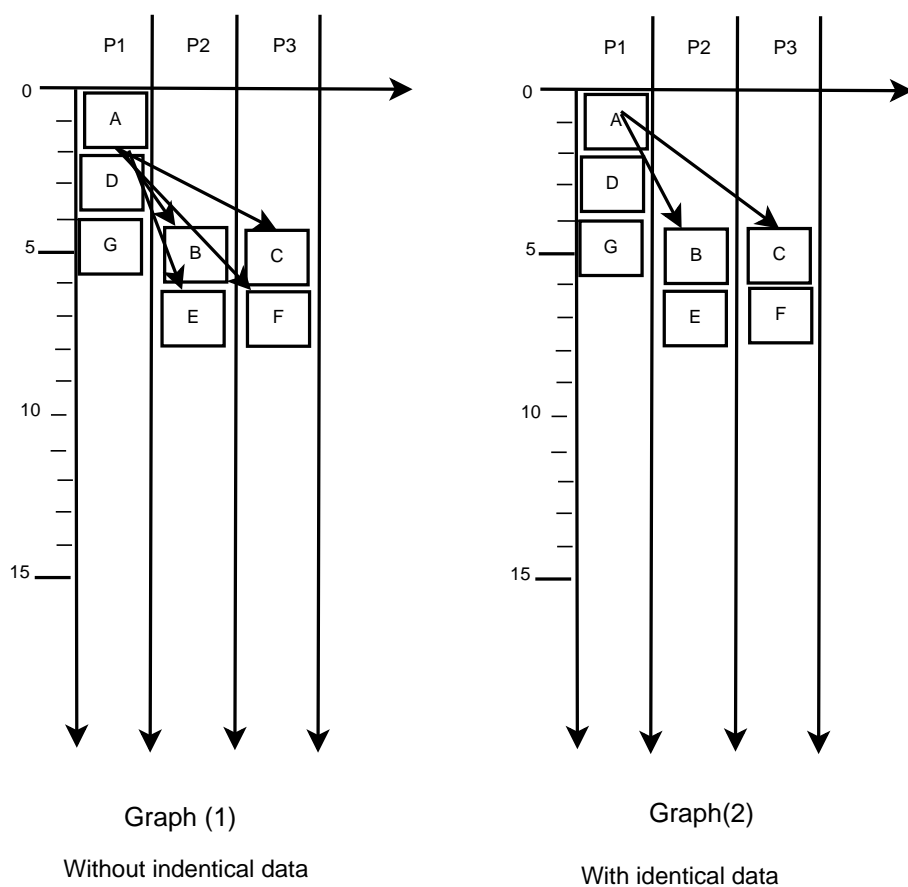 P1 P2 P3
0
A
D
G
5
B
C
E
F
10
15
Graph (1)
Without indentical data
P1 P2 P3
0
A
D
G
5
B
C
E
F
10
15
Graph(2)
With identical data